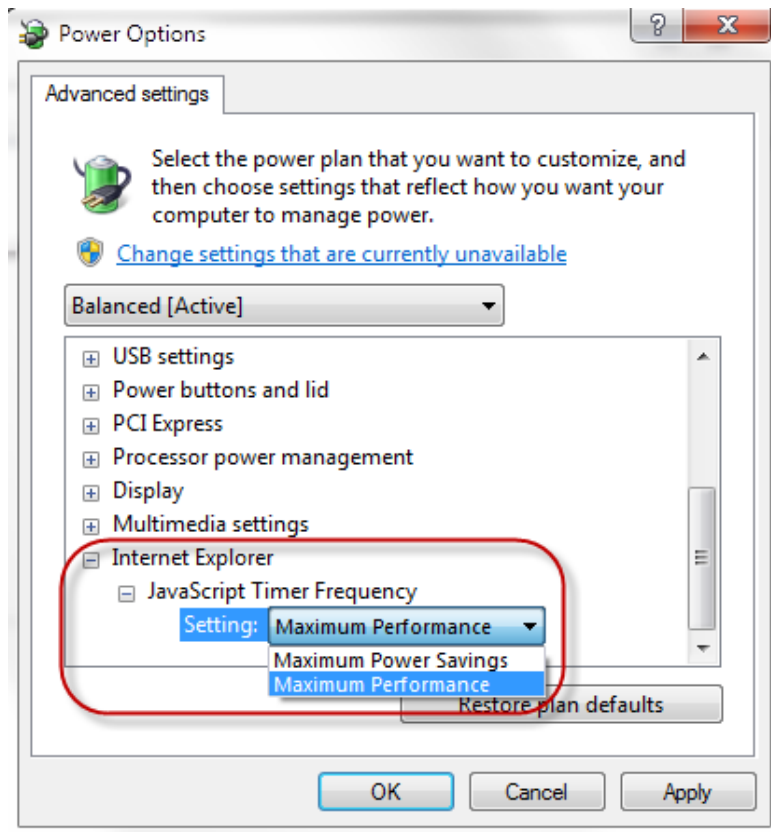 Power Options
?
X
Advanced settings
Select the power plan that you want to customize, and
then choose settings that reflect how you want your
computer to manage power.
Change settings that are currently unavailable
Balanced [Active]
USB settings
Power buttons and lid
PCI Express
Processor power management
Display
Multimedia settings
Internet Explorer
JavaScript Timer Frequency
Setting: Maximum Performance
Maximum Power Savings
Maximum Performance
Restore plan defaults
OK Cancel Apply